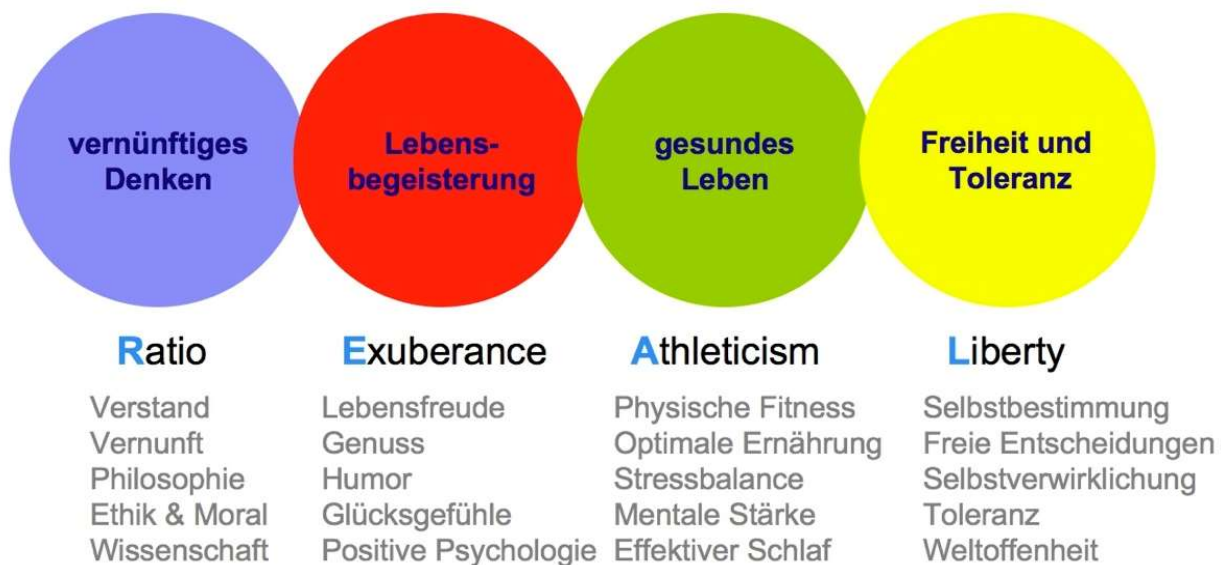 vernünftiges
Denken
Lebens-
begeisterung
gesundes
Leben
Freiheit und
Toleranz
Ratio
Verstand
Vernunft
Philosophie
Ethik & Moral
Wissenschaft
Exuberance
Lebensfreude
Genuss
Humor
Glücksgefühle
Positive Psychologie
Athleticism
Physische Fitness
Optimale Ernährung
Stressbalance
Mentale Stärke
Effektiver Schlaf
Liberty
Selbstbestimmung
Freie Entscheidungen
Selbstverwirklichung
Toleranz
Weltoffenheit